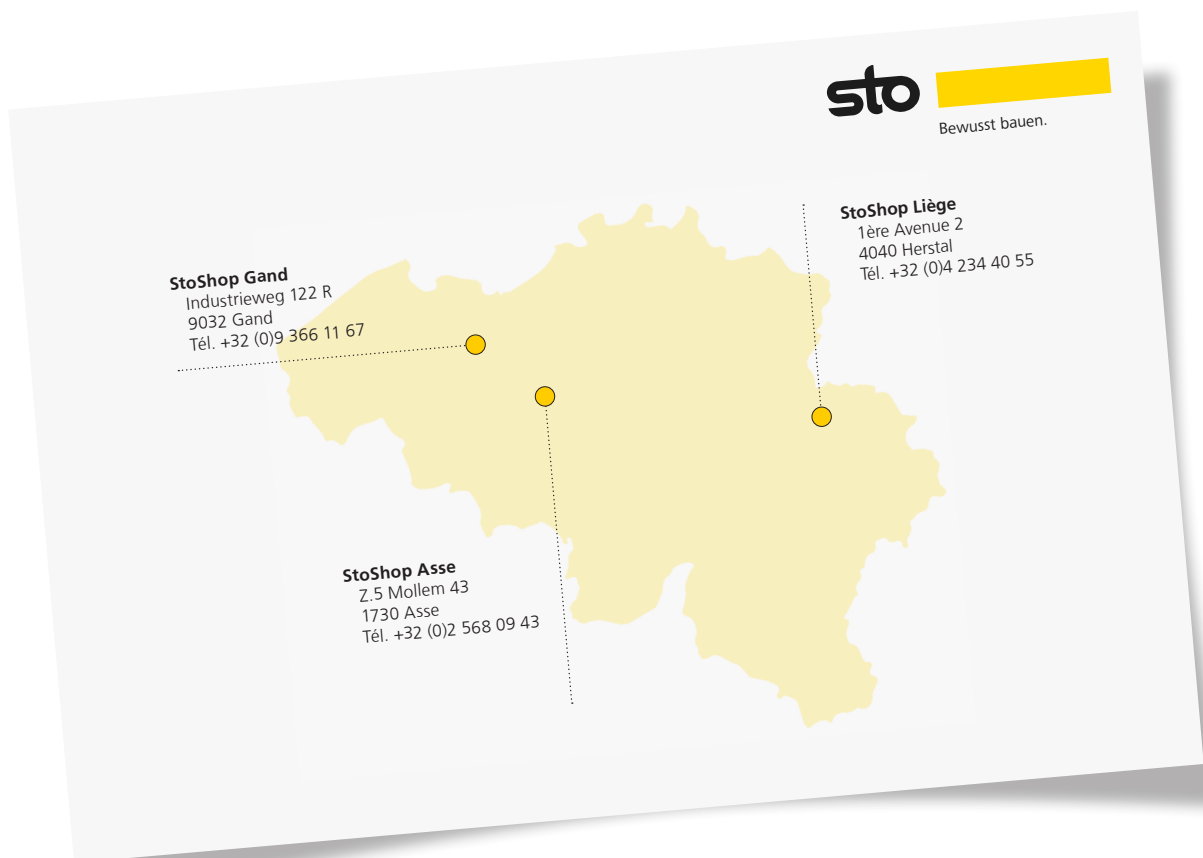 sto
Bewusst bauen.
StoShop Liège
1ère Avenue 2
4040 Herstal
Tél. +32 (0)4 234 40 55
StoShop Gand
Industrieweg 122 R
9032 Gand
Tél. +32 (0)9 366 11 67
StoShop Asse
Z.5 Mollem 43
1730 Asse
Tél. +32 (0)2 568 09 43